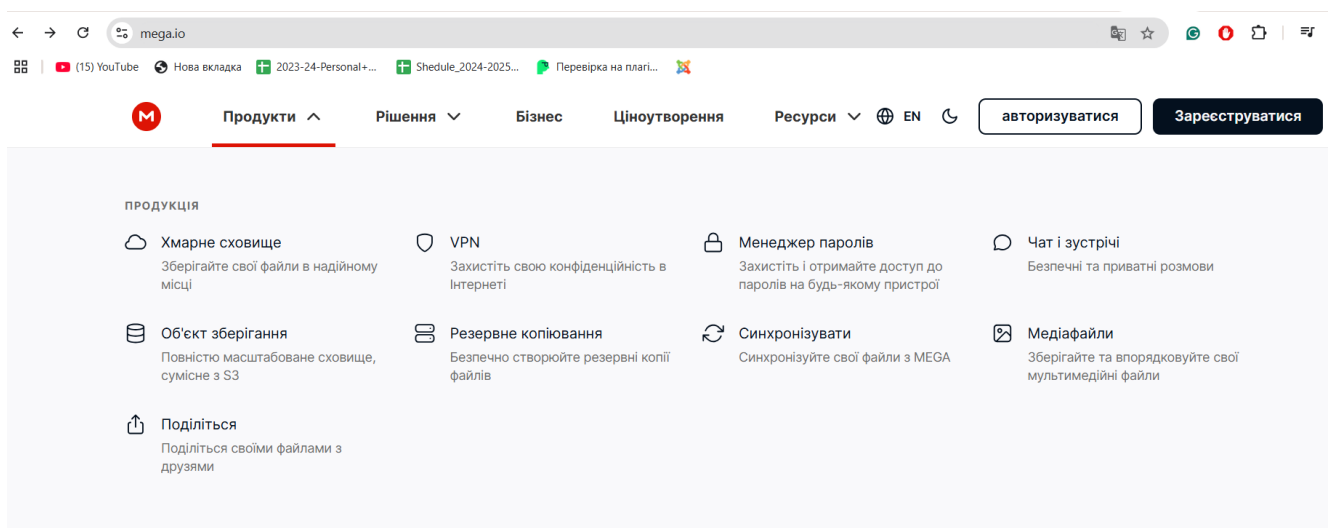 mega.io
(15) YouTube Нова вкладка 2023-24-Personal+... Shedule_2024-2025... Перевірка на плагі...
M Продукти Рішення Бізнес Ціноутворення Ресурси EN авторизуватися Зареєструватися
ПРОДУКЦІЯ
Хмарне сховище
Зберігайте свої файли в надійному
місці
VPN
Захистіть свою конфіденційність в
Інтернеті
Менеджер паролів
Захистіть і отримайте доступ до
паролів на будь-якому пристрої
Чат і зустрічі
Безпечні та приватні розмови
Об'єкт зберігання
Повністю масштабоване сховище,
сумісне з S3
Резервне копіювання
Безпечно створюйте резервні копії
файлів
Синхронізувати
Синхронізуйте свої файли з MEGA
Медіафайли
Зберігайте та впорядковуйте свої
мультимедійні файли
Поділіться
Поділіться своїми файлами з
друзями